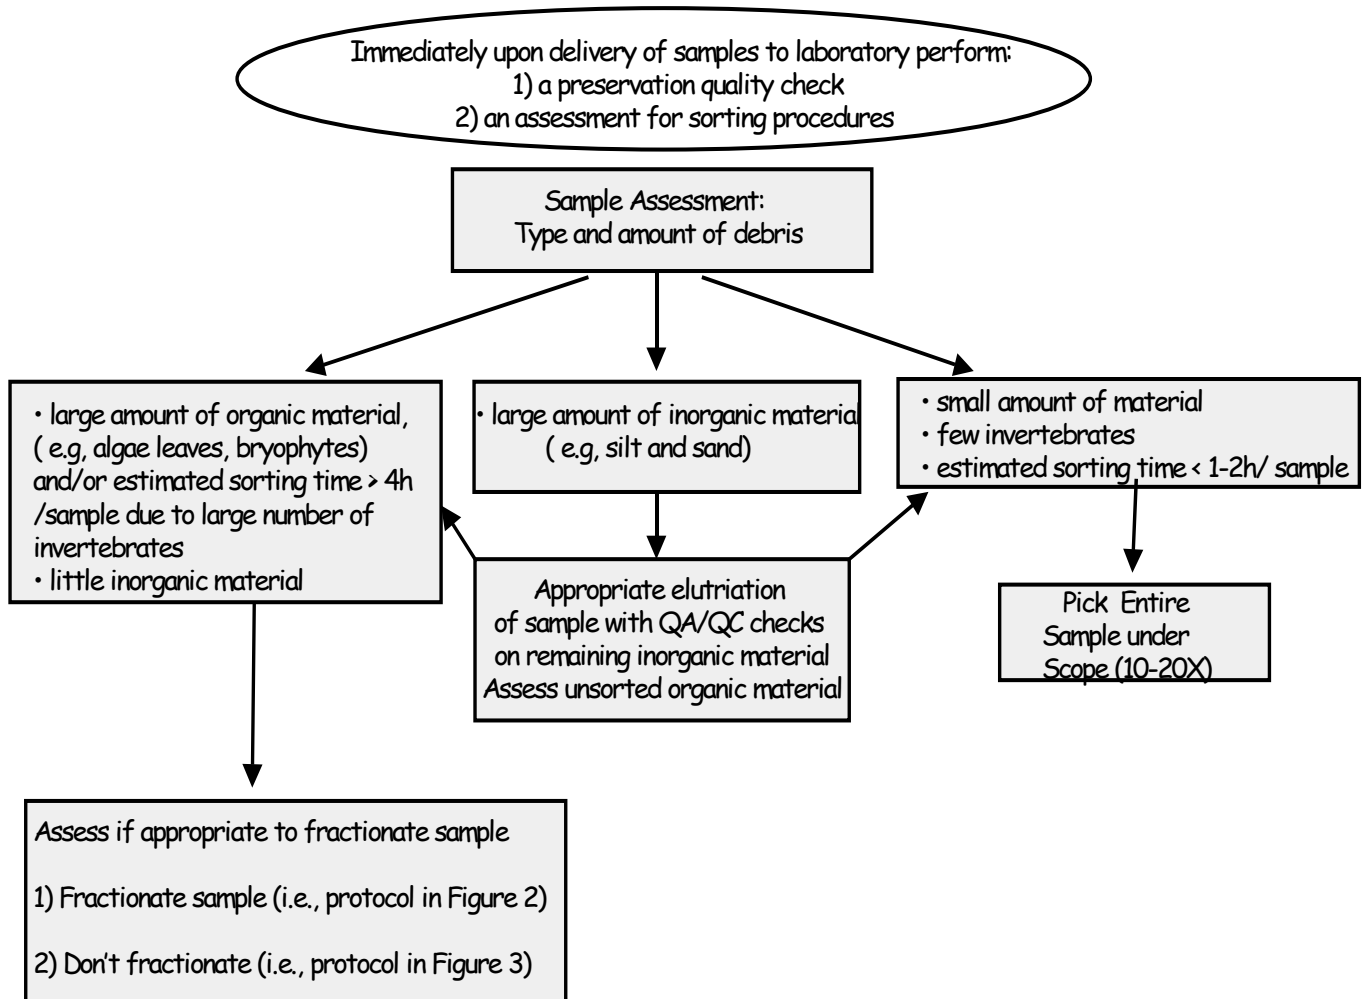 Immediately upon delivery of samples to laboratory perform:
1) a preservation quality check
2) an assessment for sorting procedures
Sample Assessment:
Type and amount of debris
• large amount of organic material,
( e.g, algae leaves, bryophytes)
and/or estimated sorting time > 4h
/sample due to large number of
invertebrates
• little inorganic material
• large amount of inorganic material
( e.g, silt and sand)
• small amount of material
• few invertebrates
• estimated sorting time < 1-2h/ sample
Appropriate elutriation
of sample with QA/QC checks
on remaining inorganic material
Assess unsorted organic material
Pick Entire
Sample under
Scope (10-20X)
Assess if appropriate to fractionate sample
1) Fractionate sample (i.e., protocol in Figure 2)
2) Don't fractionate (i.e., protocol in Figure 3)